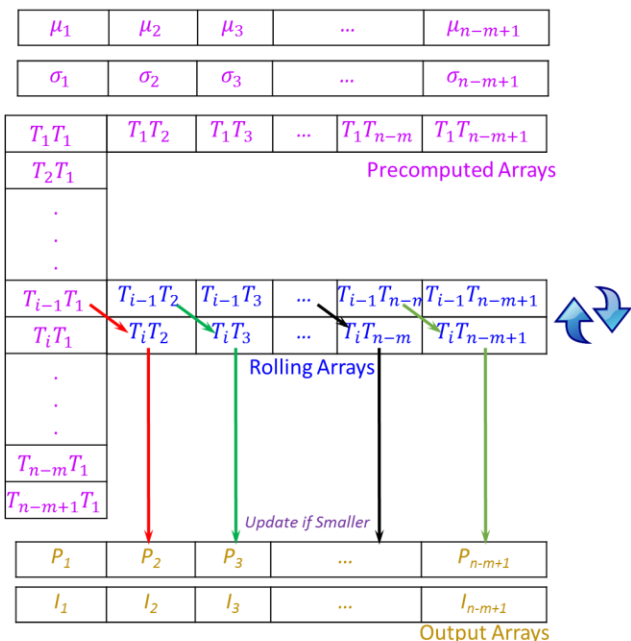 μ₁ μ₂ μ₃ ... μₙ₋ₘ₊₁
σ₁ σ₂ σ₃ ... σₙ₋ₘ₊₁
T₁T₁ T₁T₂ T₁T₃ ... T₁Tₙ₋ₘ T₁Tₙ₋ₘ₊₁
T₂T₁ Precomputed Arrays
.
.
.
Tᵢ₋₁T₁ Tᵢ₋₁T₂ Tᵢ₋₁T₃ ... Tᵢ₋₁Tₙ₋ₘ Tᵢ₋₁Tₙ₋ₘ₊₁
TᵢT₁ TᵢT₂ TᵢT₃ ... TᵢTₙ₋ₘ TᵢTₙ₋ₘ₊₁
Rolling Arrays
.
.
.
Tₙ₋ₘT₁
Tₙ₋ₘ₊₁T₁
Update if Smaller
P₁ P₂ P₃ ... Pₙ₋ₘ₊₁
I₁ I₂ I₃ ... Iₙ₋ₘ₊₁
Output Arrays